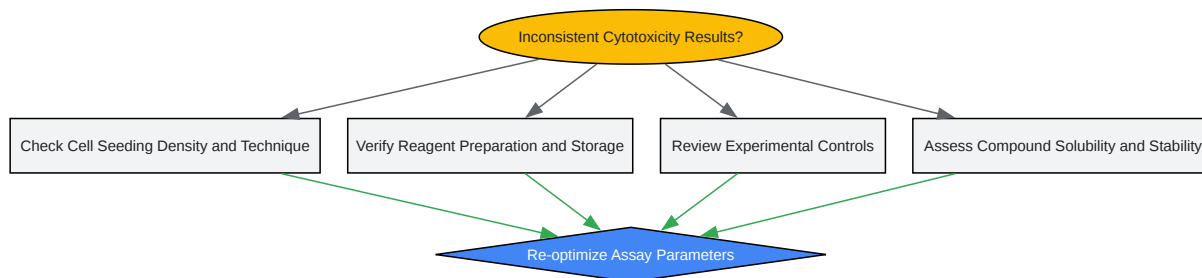 Inconsistent Cytotoxicity Results?
Check Cell Seeding Density and Technique
Verify Reagent Preparation and Storage
Review Experimental Controls
Assess Compound Solubility and Stability
Re-optimize Assay Parameters